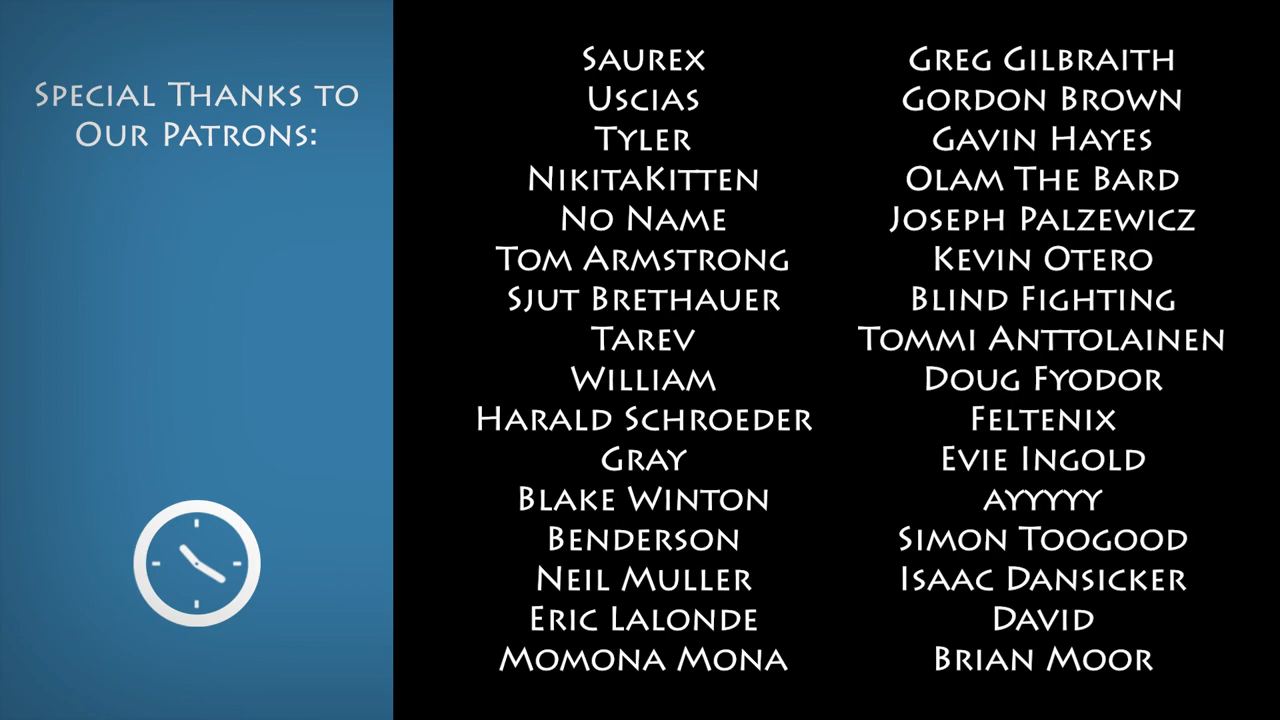 Special Thanks to
Our Patrons:
Saurex
Uscias
Tyler
NikitaKitten
No Name
Tom Armstrong
Sjut Brethauer
Tarev
William
Harald Schroeder
Gray
Blake Winton
Benderson
Neil Muller
Eric Lalonde
Momona Mona
Greg Gilbraith
Gordon Brown
Gavin Hayes
Olam The Bard
Joseph Palzewicz
Kevin Otero
Blind Fighting
Tommi Anttolainen
Doug Fyodor
Feltenix
Evie Ingold
ayyyyy
Simon Toogood
Isaac Dansicker
David
Brian Moor